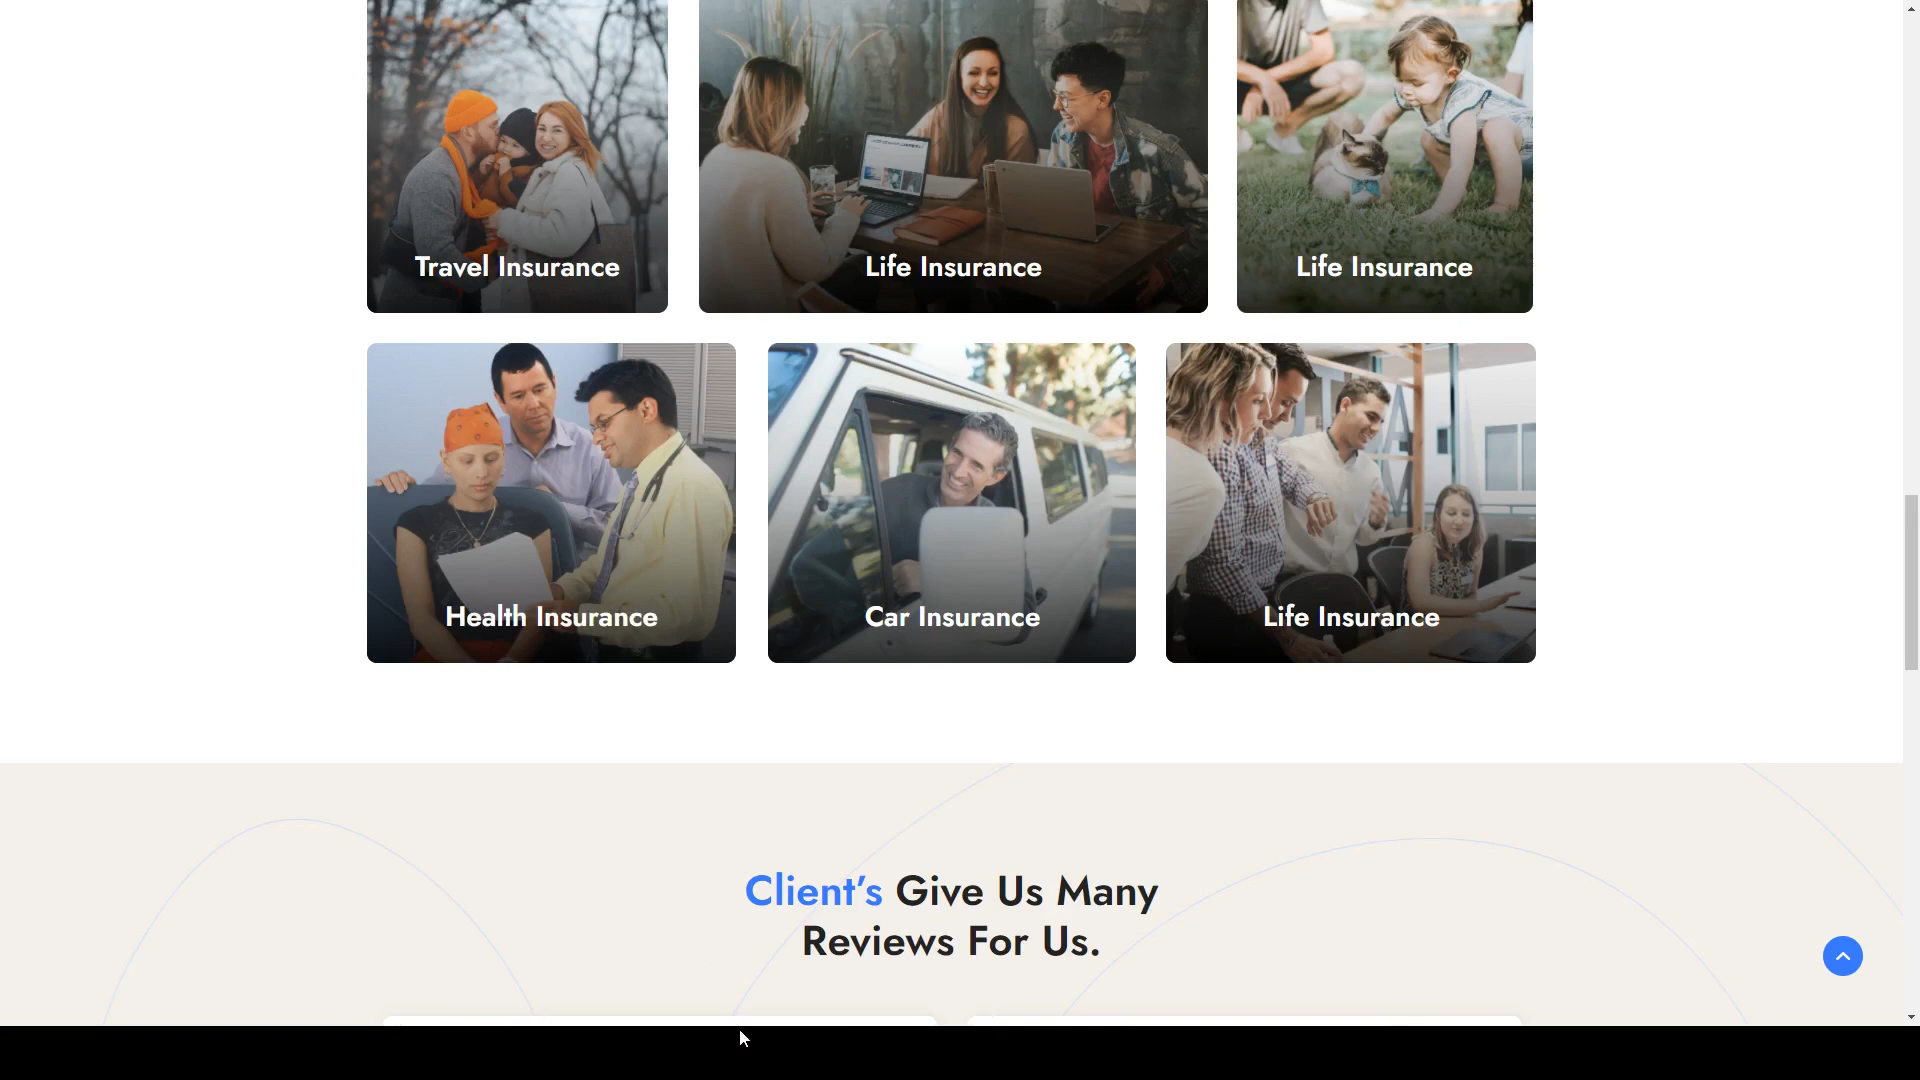 Travel Insurance
Life Insurance
Life Insurance
Health Insurance
Car Insurance
Life Insurance
Client’s Give Us Many
Reviews For Us.